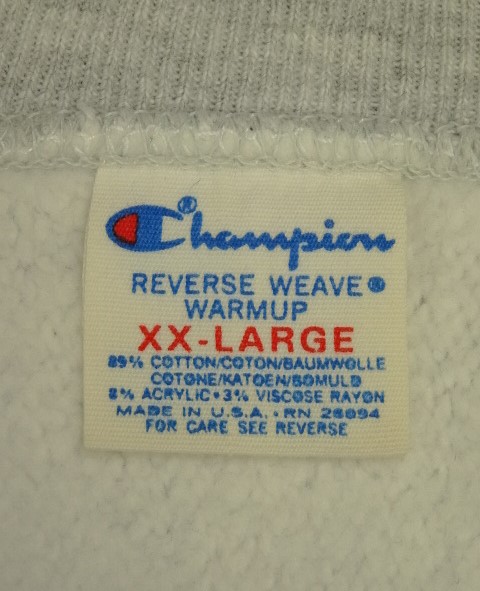 Champion®
REVERSE WEAVE®
WARMUP
XX-LARGE
89% COTTON/COTON/BAUMWOLLE
COTONE/KATOEN/BOMULD
8% ACRYLIC•3% VISCOSE RAYON
MADE IN U.S.A.•RN 26094
FOR CARE SEE REVERSE